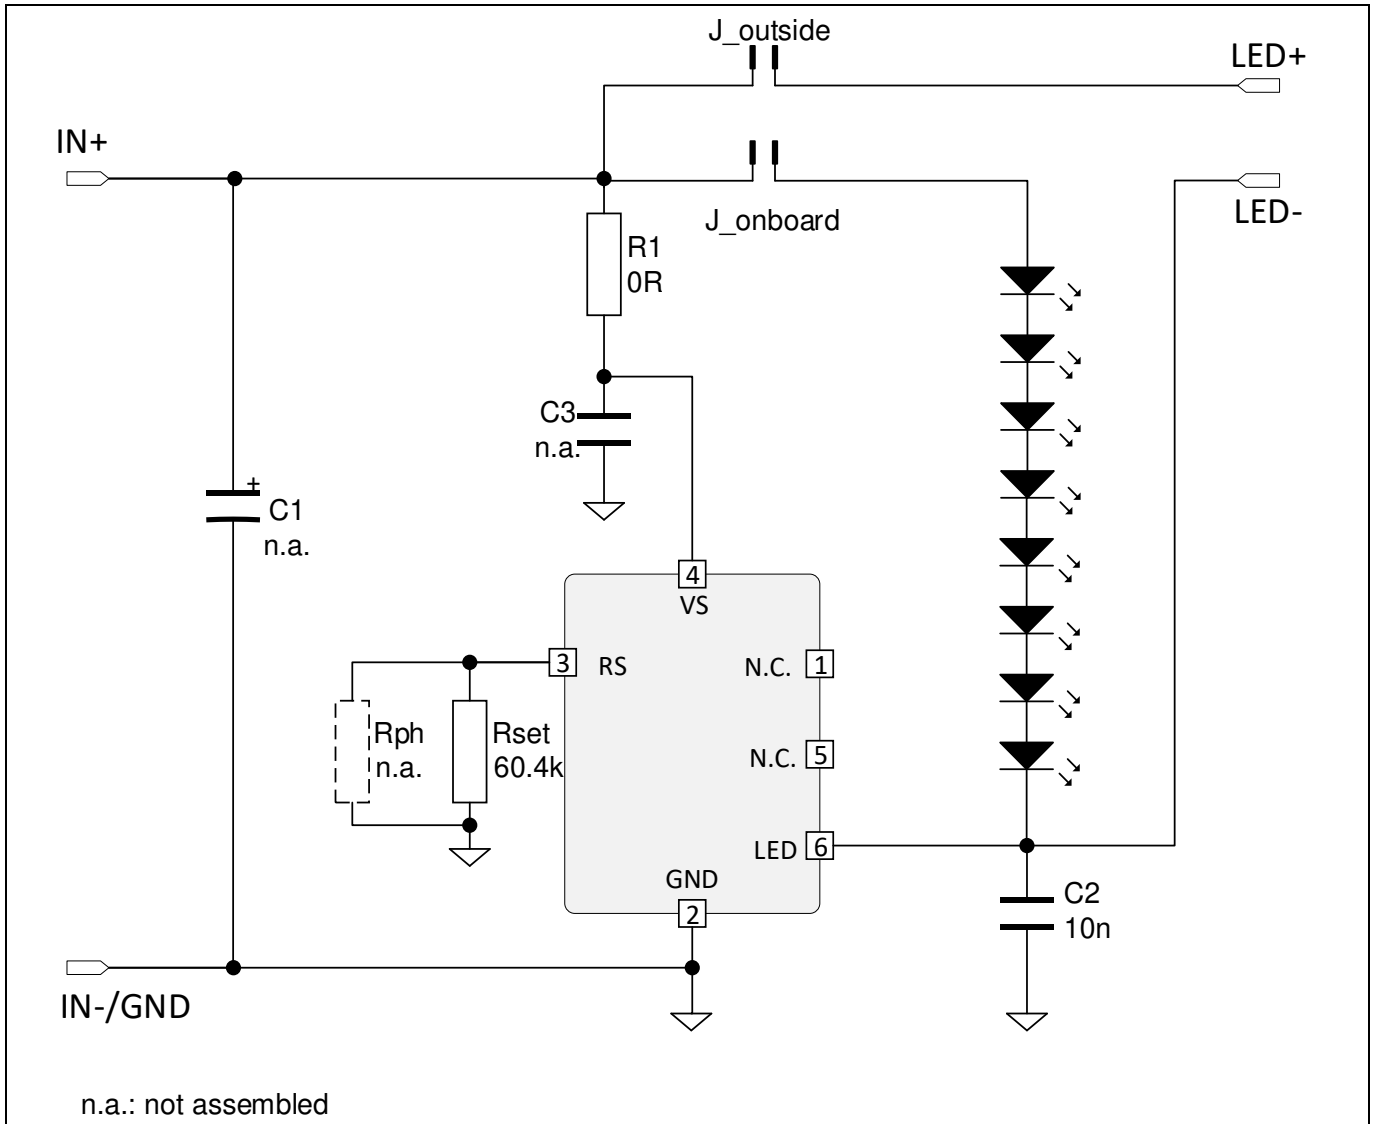 J_outside
LED+
IN+
LED-
J_onboard
R1
0R
C3
n.a.
+
C1
n.a.
4
VS
3
RS
N.C.
1
Rph
n.a.
Rset
60.4k
N.C.
5
LED
6
GND
2
C2
10n
IN-/GND
n.a.: not assembled